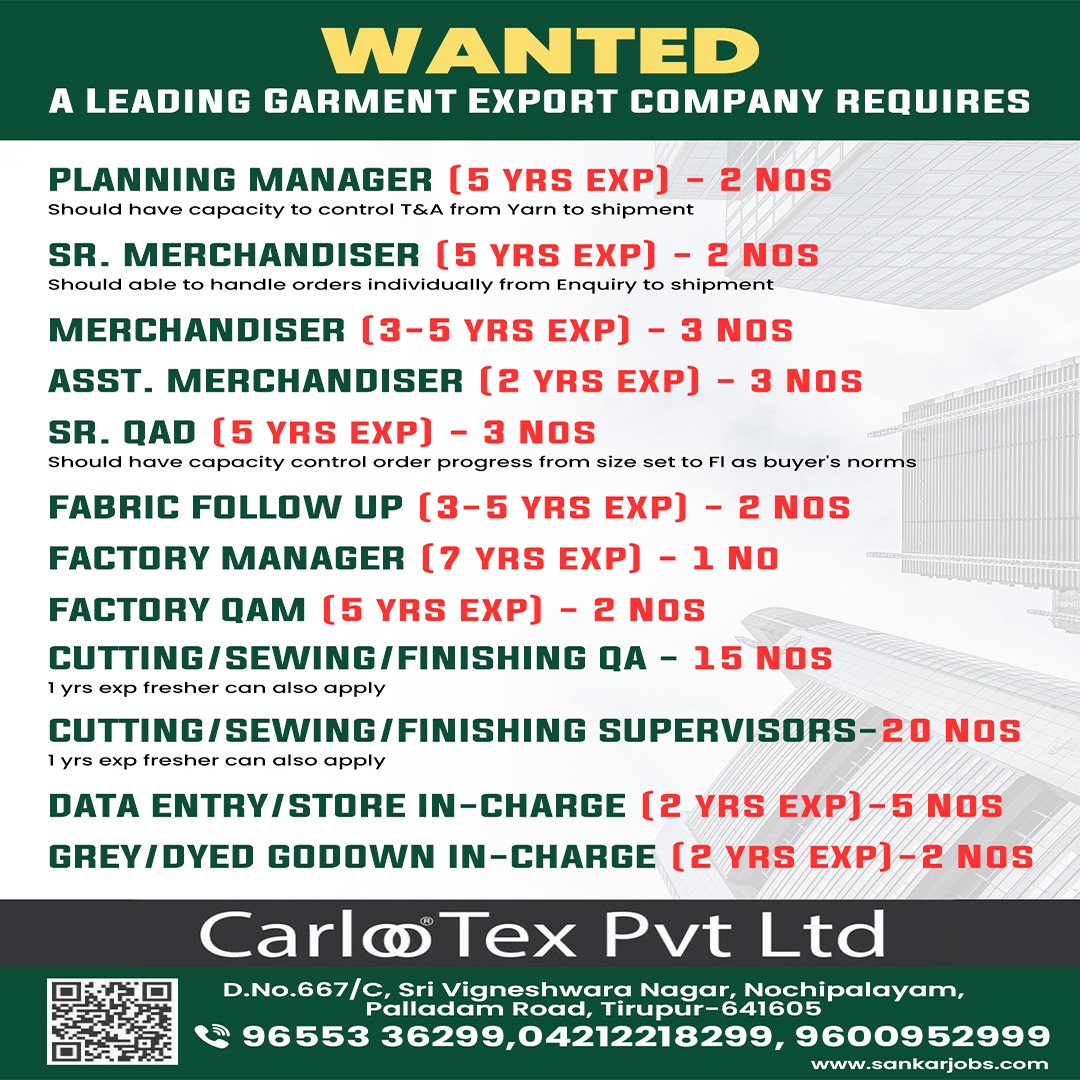 WANTED
A LEADING GARMENT EXPORT COMPANY REQUIRES
PLANNING MANAGER (5 YRS EXP) - 2 NOS
Should have capacity to control T&A from Yarn to shipment
SR. MERCHANDISER (5 YRS EXP) - 2 NOS
Should able to handle orders individually from Enquiry to shipment
MERCHANDISER (3-5 YRS EXP) - 3 NOS
ASST. MERCHANDISER (2 YRS EXP) - 3 NOS
SR. QAD (5 YRS EXP) - 3 NOS
Should have capacity control order progress from size set to FI as buyer's norms
FABRIC FOLLOW UP (3-5 YRS EXP) - 2 NOS
FACTORY MANAGER (7 YRS EXP) - 1 NO
FACTORY QAM (5 YRS EXP) - 2 NOS
CUTTING/SEWING/FINISHING QA - 15 NOS
1 yrs exp fresher can also apply
CUTTING/SEWING/FINISHING SUPERVISORS-20 NOS
1 yrs exp fresher can also apply
DATA ENTRY/STORE IN-CHARGE (2 YRS EXP)-5 NOS
GREY/DYED GODOWN IN-CHARGE (2 YRS EXP)-2 NOS
Carloo® Tex Pvt Ltd
D.No.667/C, Sri Vigneshwara Nagar, Nochipalayam,
Palladam Road, Tirupur-641605
96553 36299,04212218299, 9600952999
www.sankarjobs.com